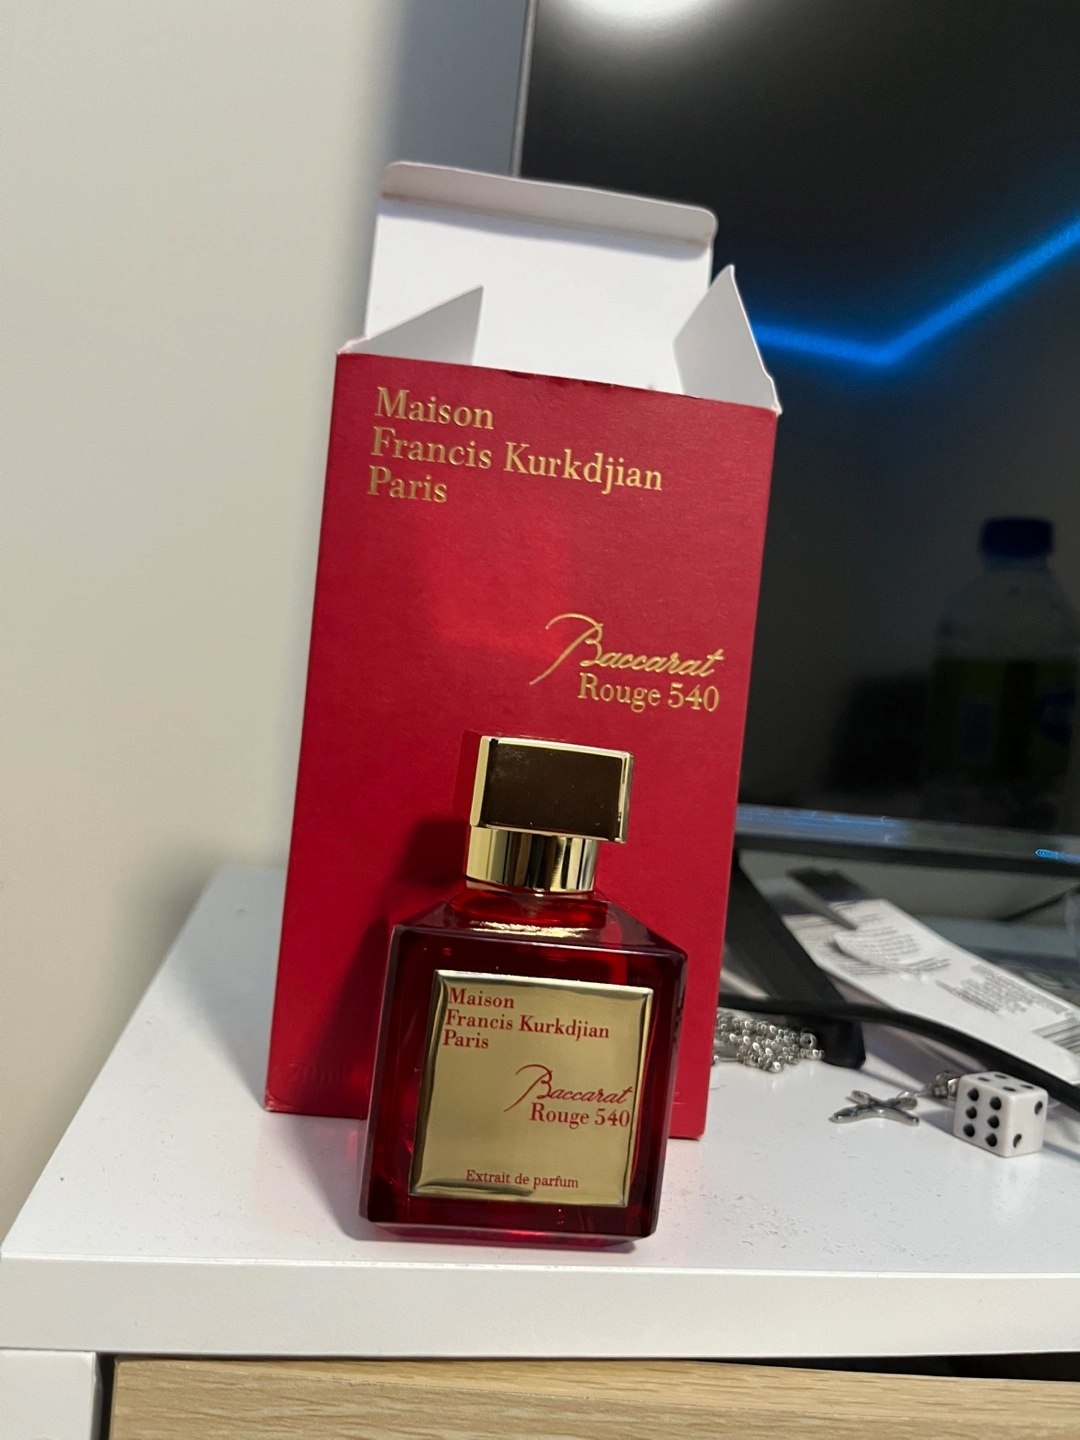 Maison
Francis Kurkdjian
Paris
Baccarat
Rouge 540
Maison
Francis Kurkdjian
Paris
Baccarat
Rouge 540
Extrait de parfum